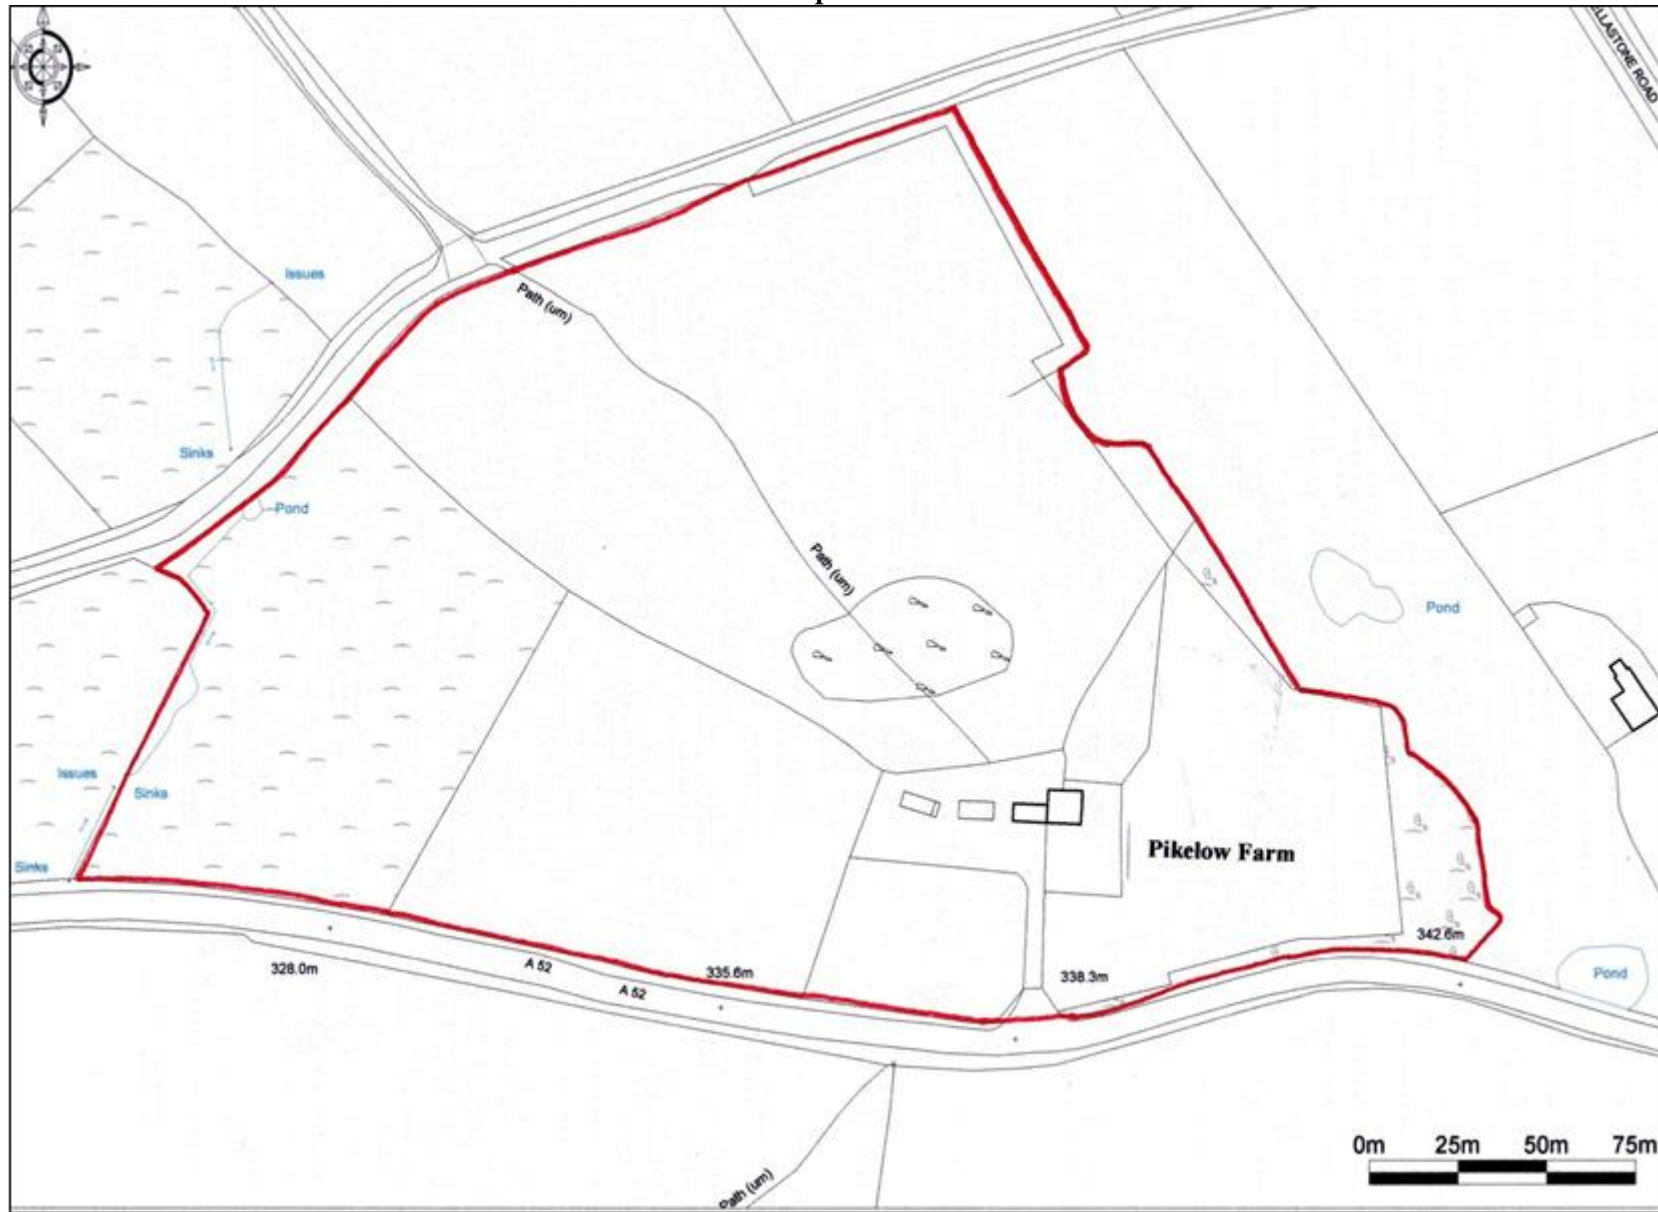 ELLASTONE ROAD
Issues
Path (um)
Sinks
Pond
Path (um)
Pond
Issues
Sinks
Pikelow Farm
Sinks
342.6m
328.0m
A 52
335.6m
338.3m
Pond
A 52
0m 25m 50m 75m
Path (um)